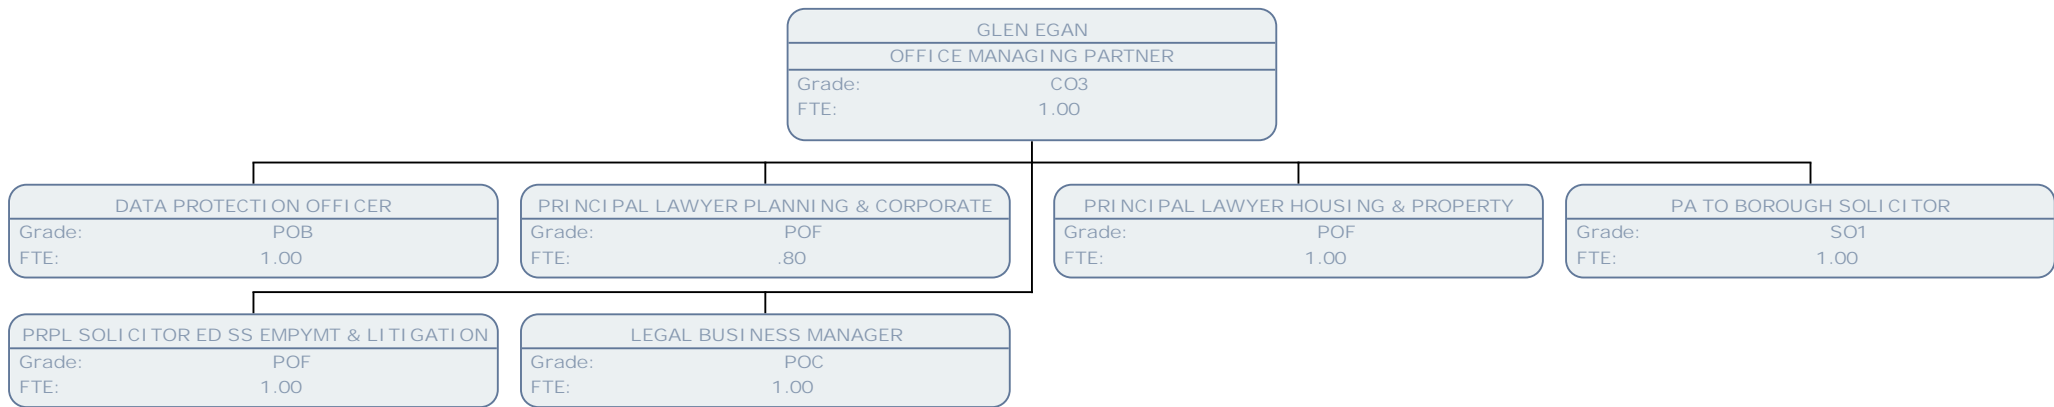 GLEN EGAN
OFFICE MANAGING PARTNER
Grade: CO3
FTE: 1.00
DATA PROTECTION OFFICER
Grade: POB
FTE: 1.00
PRINCIPAL LAWYER PLANNING & CORPORATE
Grade: POF
FTE: .80
PRINCIPAL LAWYER HOUSING & PROPERTY
Grade: POF
FTE: 1.00
PA TO BOROUGH SOLICITOR
Grade: SO1
FTE: 1.00
PRPL SOLICITOR ED SS EMPYMT & LITIGATION
Grade: POF
FTE: 1.00
LEGAL BUSINESS MANAGER
Grade: POC
FTE: 1.00